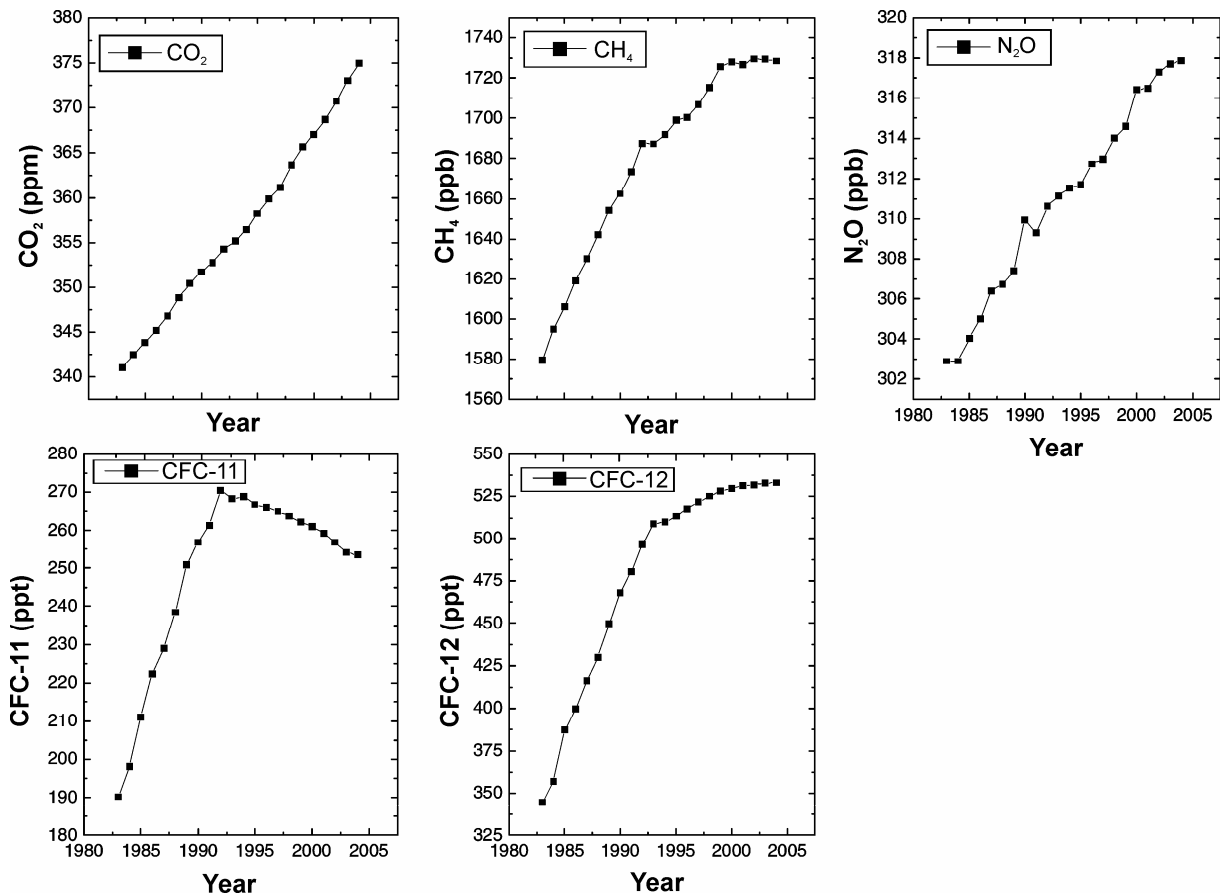 CO2
CO2 (ppm)
380
375
370
365
360
355
350
345
340
Year
CH4
CH4 (ppb)
1740
1720
1700
1680
1660
1640
1620
1600
1580
1560
Year
N2O
N2O (ppb)
320
318
316
314
312
310
308
306
304
302
1980 1985 1990 1995 2000 2005
Year
CFC-11
CFC-11 (ppt)
280
270
260
250
240
230
220
210
200
190
180
1980 1985 1990 1995 2000 2005
Year
CFC-12
CFC-12 (ppt)
550
525
500
475
450
425
400
375
350
325
1980 1985 1990 1995 2000 2005
Year